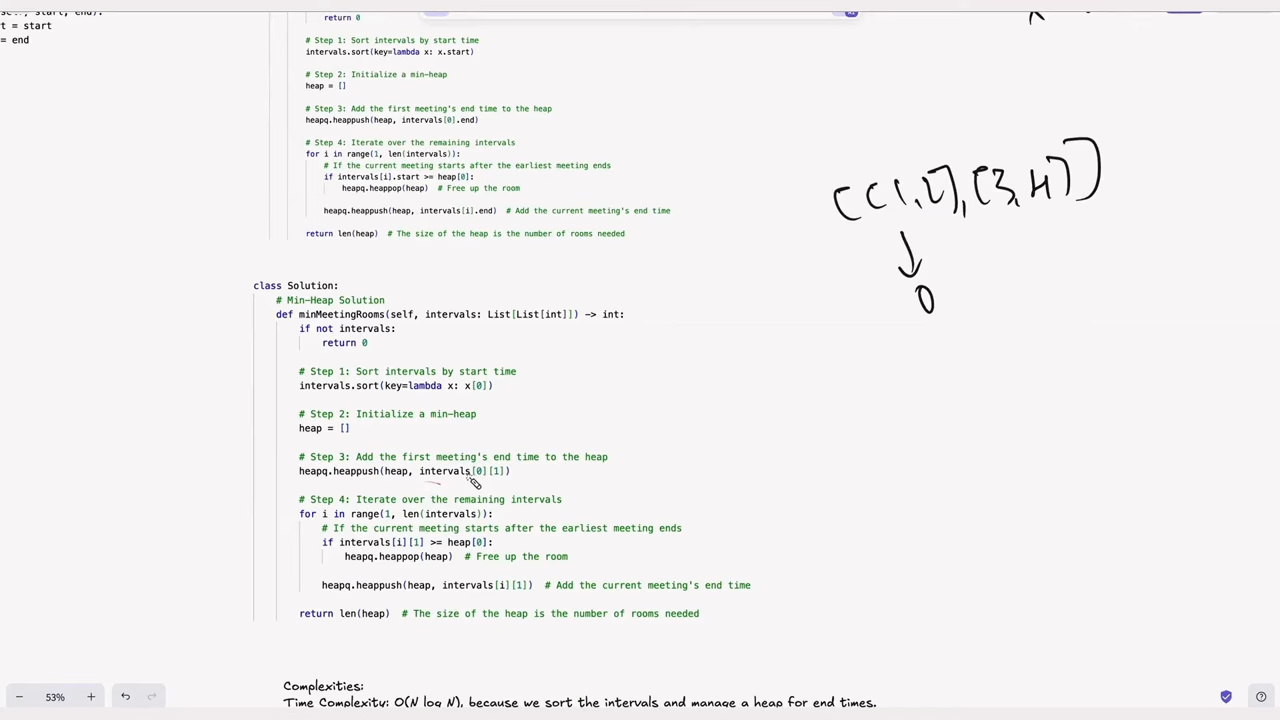 t = start
= end
return 0
# Step 1: Sort intervals by start time
intervals.sort(key=lambda x: x.start)
# Step 2: Initialize a min-heap
heap = []
# Step 3: Add the first meeting's end time to the heap
heapq.heappush(heap, intervals[0].end)
# Step 4: Iterate over the remaining intervals
for i in range(1, len(intervals)):
# If the current meeting starts after the earliest meeting ends
if intervals[i].start >= heap[0]:
heapq.heappop(heap)  # Free up the room
heapq.heappush(heap, intervals[i].end)  # Add the current meeting's end time
return len(heap)  # The size of the heap is the number of rooms needed
0
class Solution:
# Min-Heap Solution
def minMeetingRooms(self, intervals: List[List[int]]) -> int:
if not intervals:
return 0
# Step 1: Sort intervals by start time
intervals.sort(key=lambda x: x[0])
# Step 2: Initialize a min-heap
heap = []
# Step 3: Add the first meeting's end time to the heap
heapq.heappush(heap, intervals[0][1])
# Step 4: Iterate over the remaining intervals
for i in range(1, len(intervals)):
# If the current meeting starts after the earliest meeting ends
if intervals[i][1] >= heap[0]:
heapq.heappop(heap)  # Free up the room
heapq.heappush(heap, intervals[i][1])  # Add the current meeting's end time
return len(heap)  # The size of the heap is the number of rooms needed
Complexities:
Time Complexity: O(N log N), because we sort the intervals and manage a heap for end times.
53%